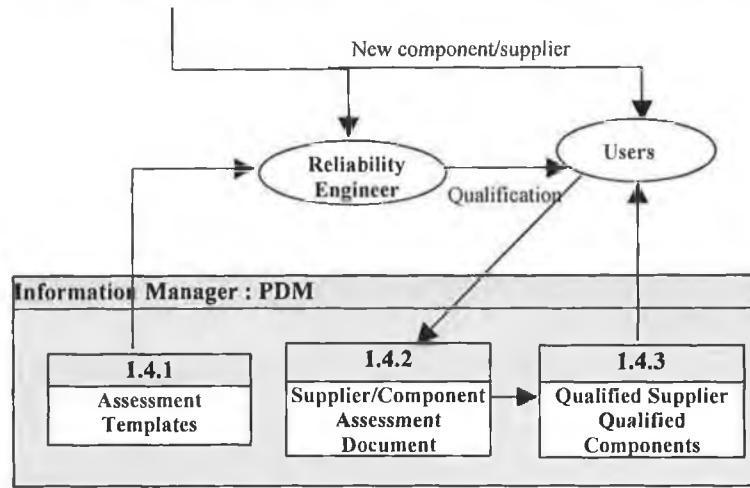 New component/supplier
Users
Reliability
Engineer
Qualification
Information Manager : PDM
1.4.1
Assessment
Templates
1.4.2
Supplier/Component
Assessment
Document
1.4.3
Qualified Supplier
Qualified
Components